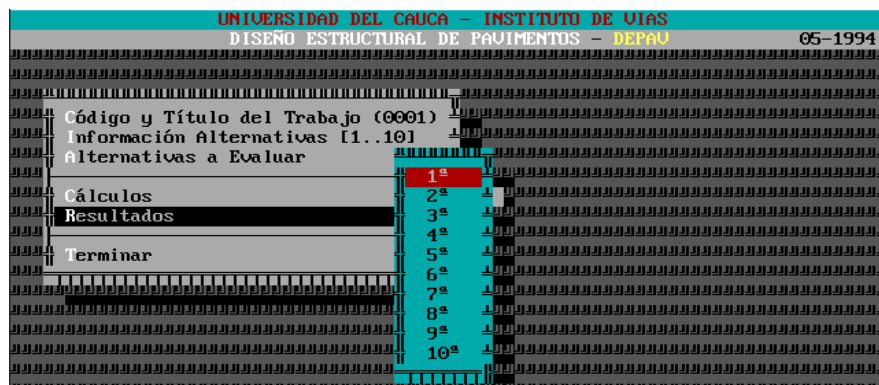 UNIVERSIDAD DEL CAUCA - INSTITUTO DE VIAS
DISEÑO ESTRUCTURAL DE PAVIMENTOS - DEPAV 05-1994
Código y Título del Trabajo (0001)
Información Alternativas [1..10]
Alternativas a Evaluar
Cálculos
Resultados
Terminar
1ª
2ª
3ª
4ª
5ª
6ª
7ª
8ª
9ª
10ª